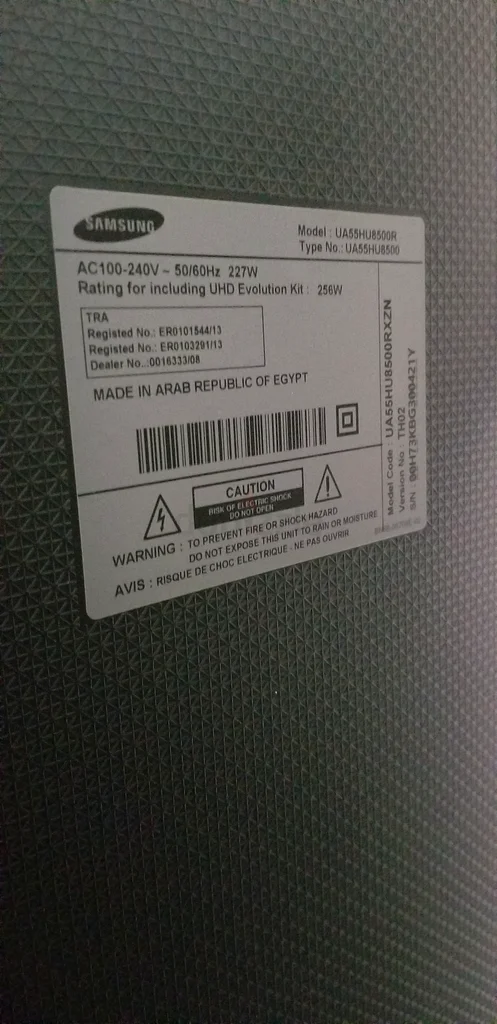 SAMSUNG
Model : UA55HU8500R
Type No.: UA55HU8500
AC100-240V ~ 50/60Hz 227W
Rating for including UHD Evolution Kit : 256W
TRA
Registed No.: ER0101544/13
Registed No.: ER0103291/13
Dealer No..:0016333/08
MADE IN ARAB REPUBLIC OF EGYPT
CAUTION
RISK OF ELECTRIC SHOCK
DO NOT OPEN
WARNING : TO PREVENT FIRE OR SHOCK HAZARD
DO NOT EXPOSE THIS UNIT TO RAIN OR MOISTURE
AVIS : RISQUE DE CHOC ELECTRIQUE - NE PAS OUVRIR
Model Code : UA55HU8500RXZN
Version No : TH02
S/N : 00H73KBG300421Y